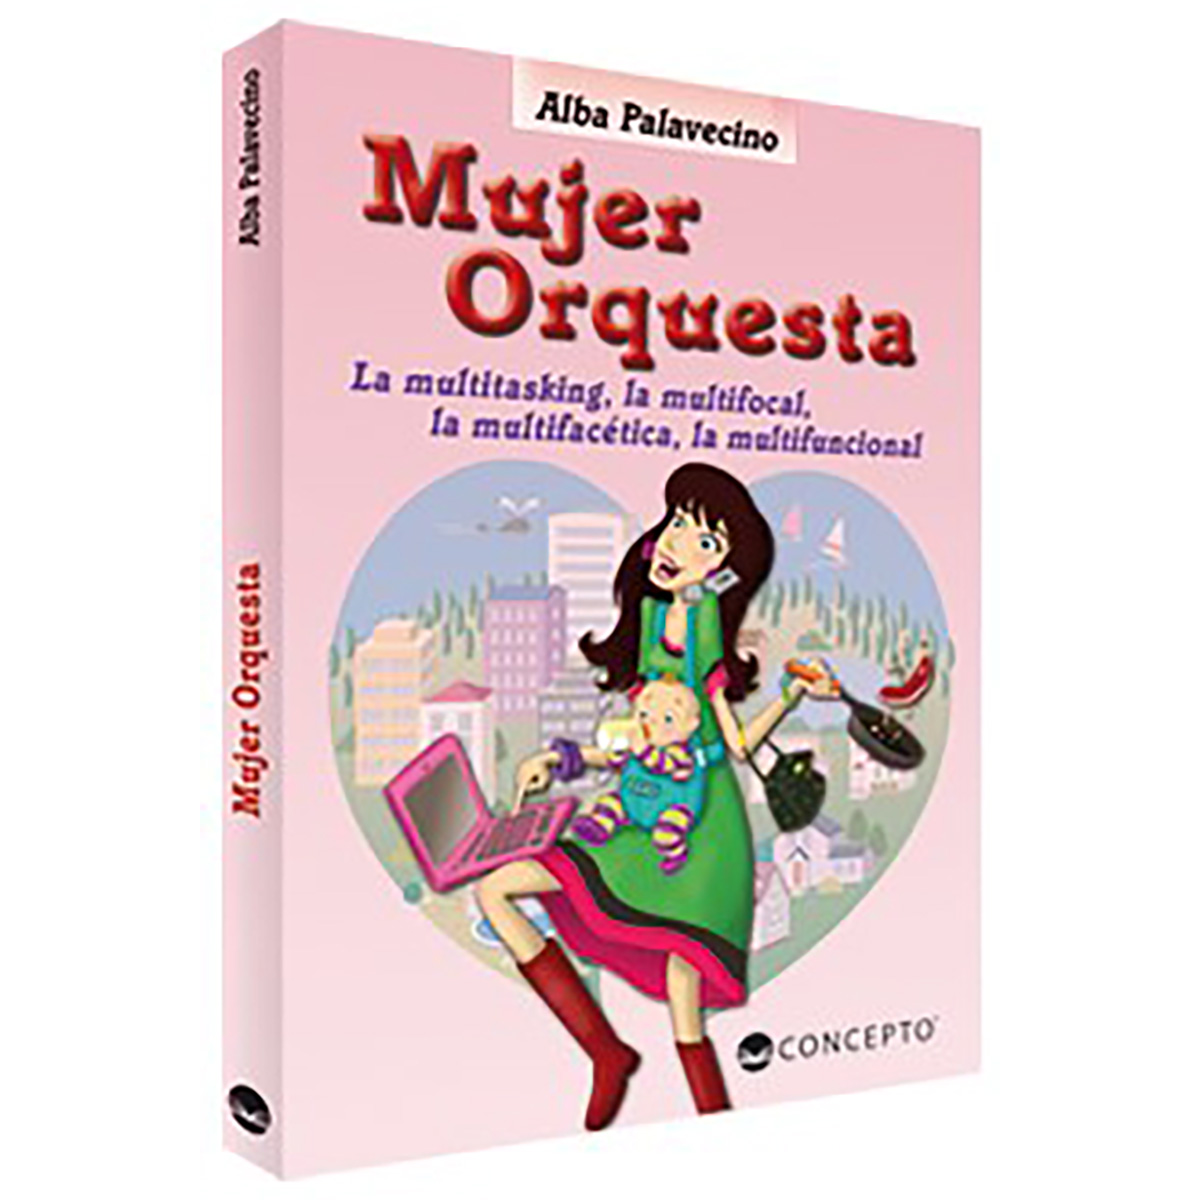 Alba Palavecino
Mujer
Orquesta
La multitasking, la multifocal,
la multifacética, la multifuncional
CONCEPTO
Alba Palavecino
Mujer Orquesta